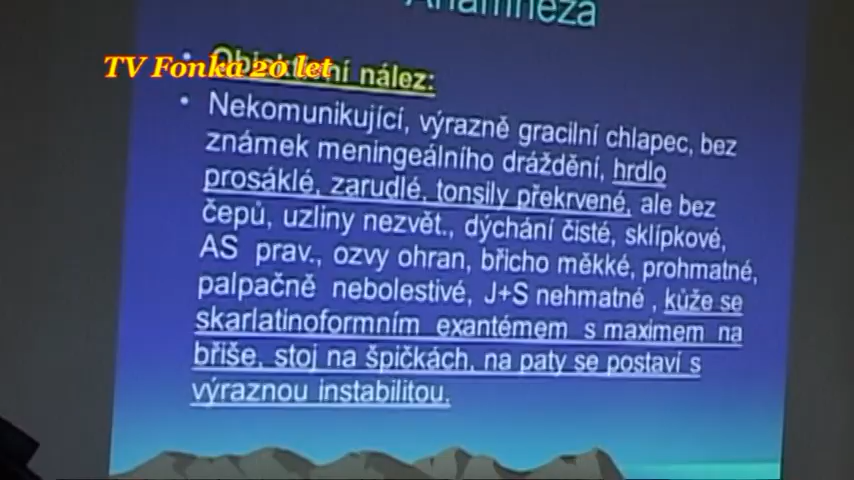 Anamnéza
TV Fonka 20 let
• Objektivní nález:
• Nekomunikující, výrazně gracilní chlapec, bez
známek meningeálního dráždění, hrdlo
prosáklé, zarudlé, tonsily překrvené, ale bez
čepů, uzliny nezvět., dýchání čisté, sklípkové,
AS prav., ozvy ohran, břicho měkké, prohmatné,
palpačně nebolestivé, J+S nehmatné , kůže se
skarlatinoformním exantémem s maximem na
břiše, stoj na špičkách, na paty se postaví s
výraznou instabilitou.